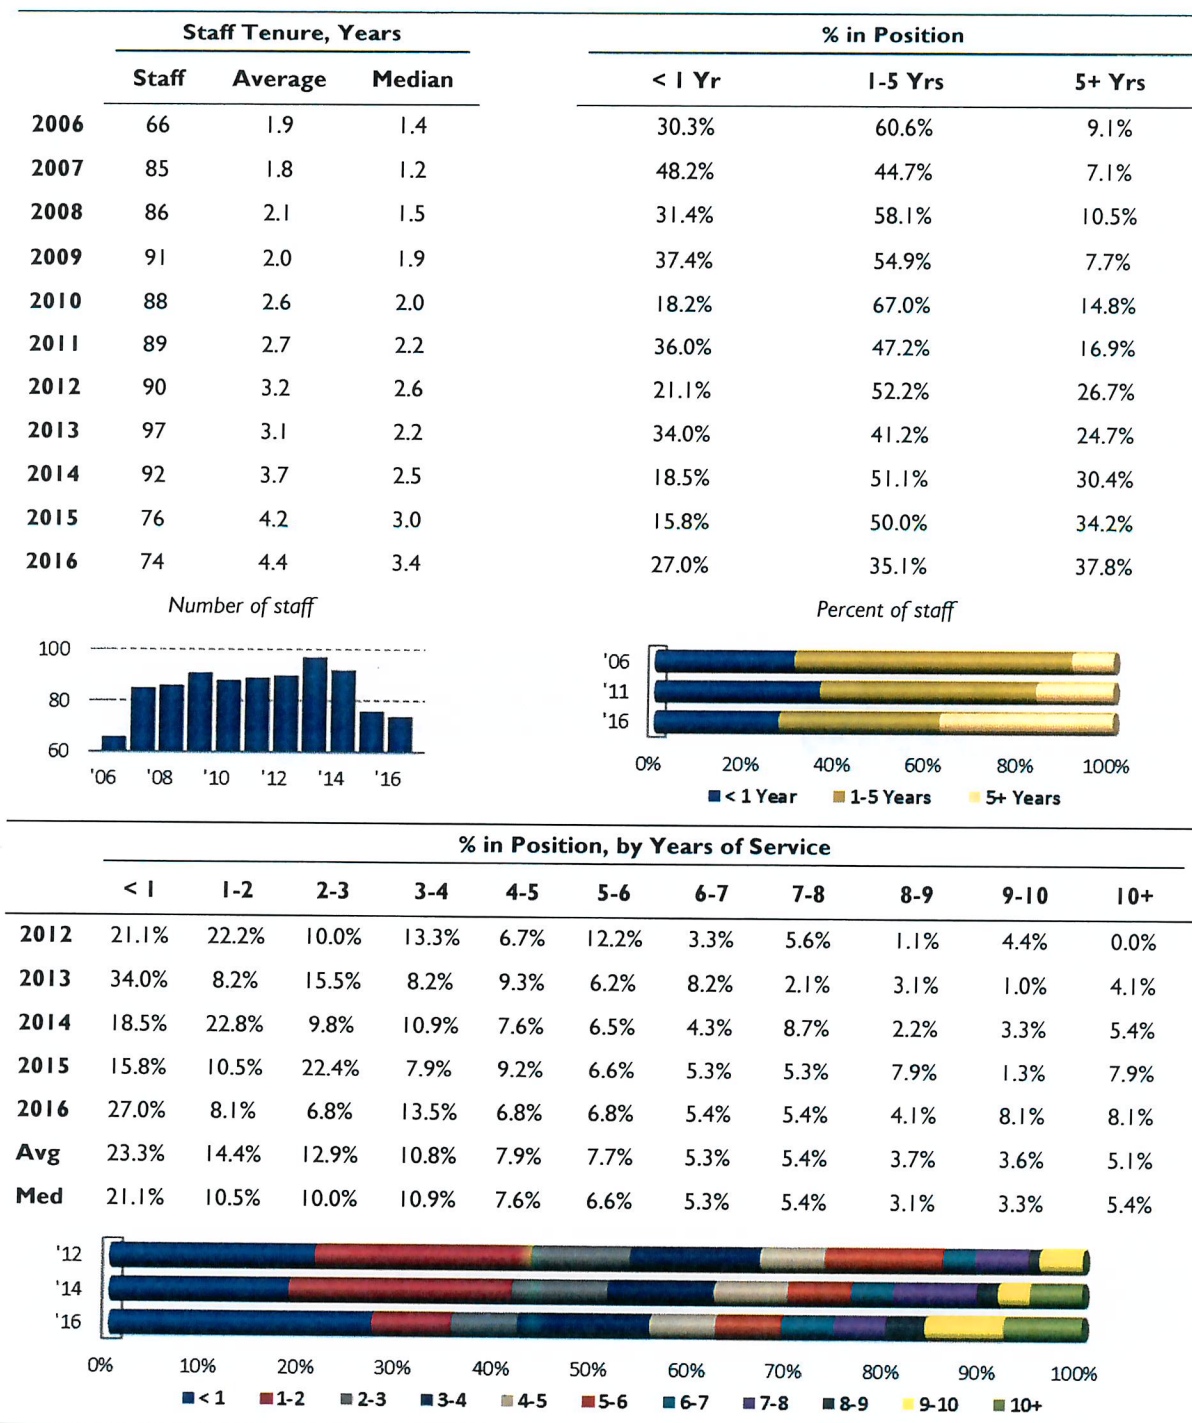 Staff Tenure, Years % in Position
Staff Average Median < 1 Yr 1-5 Yrs 5+ Yrs
2006 66 1.9 1.4 30.3% 60.6% 9.1%
2007 85 1.8 1.2 48.2% 44.7% 7.1%
2008 86 2.1 1.5 31.4% 58.1% 10.5%
2009 91 2.0 1.9 37.4% 54.9% 7.7%
2010 88 2.6 2.0 18.2% 67.0% 14.8%
2011 89 2.7 2.2 36.0% 47.2% 16.9%
2012 90 3.2 2.6 21.1% 52.2% 26.7%
2013 97 3.1 2.2 34.0% 41.2% 24.7%
2014 92 3.7 2.5 18.5% 51.1% 30.4%
2015 76 4.2 3.0 15.8% 50.0% 34.2%
2016 74 4.4 3.4 27.0% 35.1% 37.8%
Number of staff
100
80
60
'06 '08 '10 '12 '14 '16
Percent of staff
'06
'11
'16
0% 20% 40% 60% 80% 100%
< 1 Year 1-5 Years 5+ Years
% in Position, by Years of Service
< 1 1-2 2-3 3-4 4-5 5-6 6-7 7-8 8-9 9-10 10+
2012 21.1% 22.2% 10.0% 13.3% 6.7% 12.2% 3.3% 5.6% 1.1% 4.4% 0.0%
2013 34.0% 8.2% 15.5% 8.2% 9.3% 6.2% 8.2% 2.1% 3.1% 1.0% 4.1%
2014 18.5% 22.8% 9.8% 10.9% 7.6% 6.5% 4.3% 8.7% 2.2% 3.3% 5.4%
2015 15.8% 10.5% 22.4% 7.9% 9.2% 6.6% 5.3% 5.3% 7.9% 1.3% 7.9%
2016 27.0% 8.1% 6.8% 13.5% 6.8% 6.8% 5.4% 5.4% 4.1% 8.1% 8.1%
Avg 23.3% 14.4% 12.9% 10.8% 7.9% 7.7% 5.3% 5.4% 3.7% 3.6% 5.1%
Med 21.1% 10.5% 10.0% 10.9% 7.6% 6.6% 5.3% 5.4% 3.1% 3.3% 5.4%
'12
'14
'16
0% 10% 20% 30% 40% 50% 60% 70% 80% 90% 100%
< 1 1-2 2-3 3-4 4-5 5-6 6-7 7-8 8-9 9-10 10+